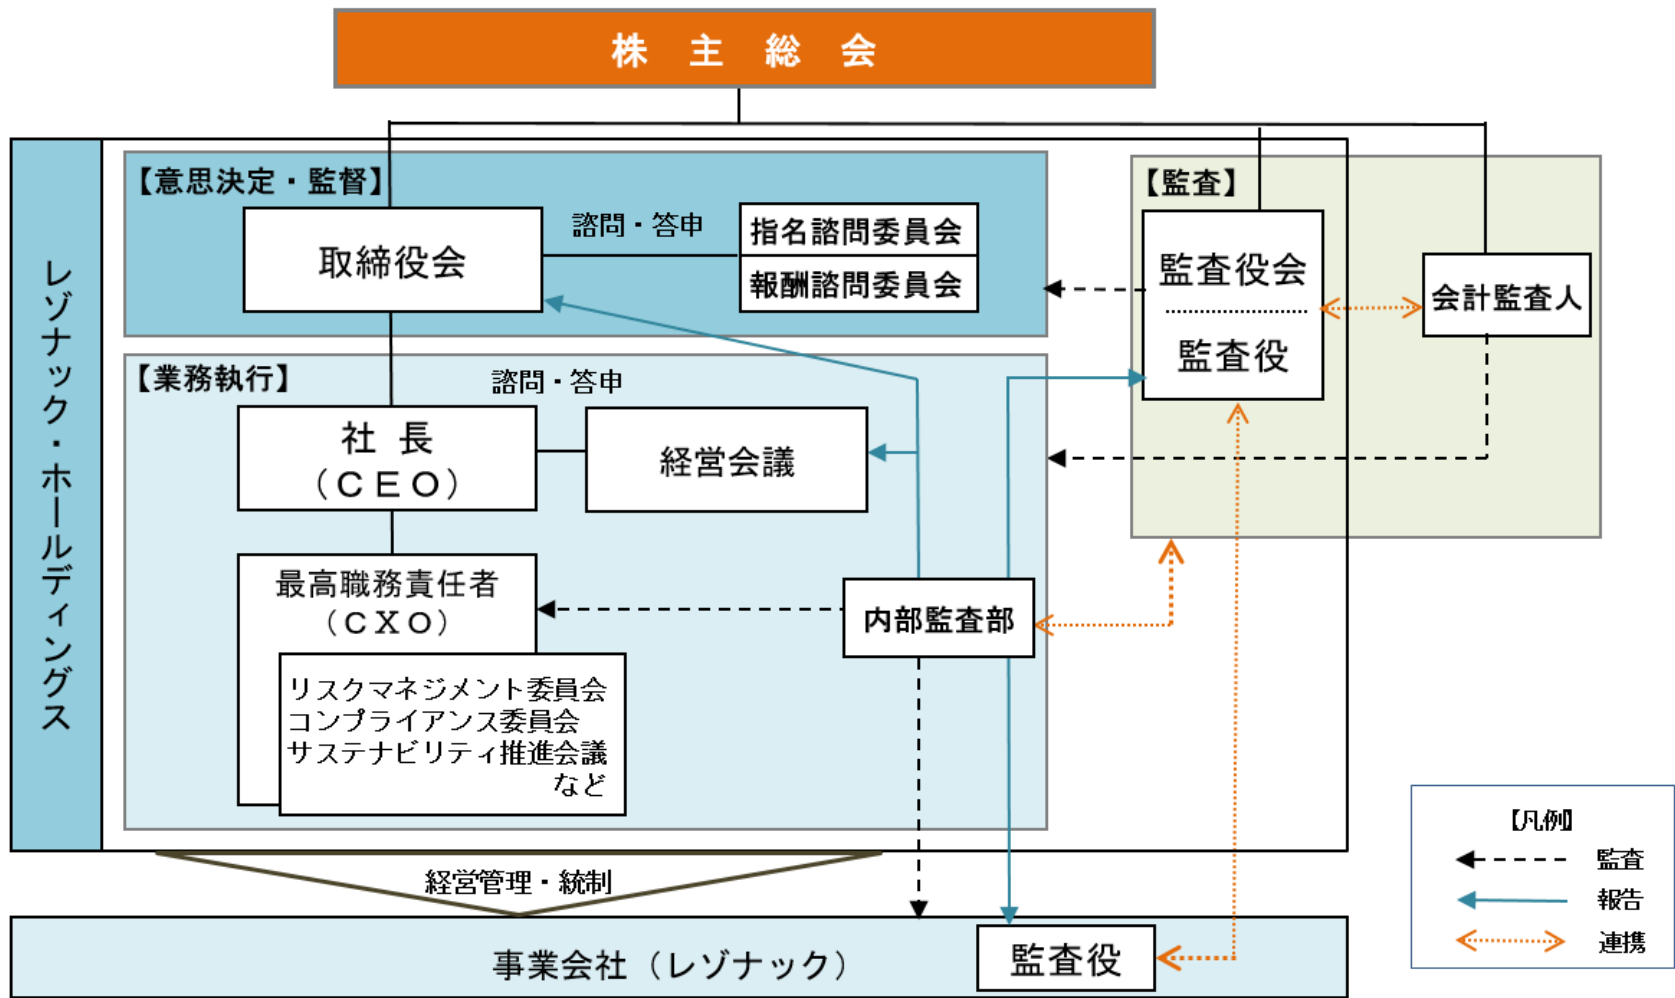 株 主 総 会
レゾナック・ホールディングス
【意思決定・監督】
取締役会
諮問・答申
指名諮問委員会
報酬諮問委員会
【監査】
監査役会
監査役
会計監査人
【業務執行】
諮問・答申
社 長
（ＣＥＯ）
経営会議
最高職務責任者
（ＣＸＯ）
リスクマネジメント委員会
コンプライアンス委員会
サステナビリティ推進会議
など
内部監査部
経営管理・統制
事業会社（レゾナック）
監査役
【凡例】
監査
報告
連携